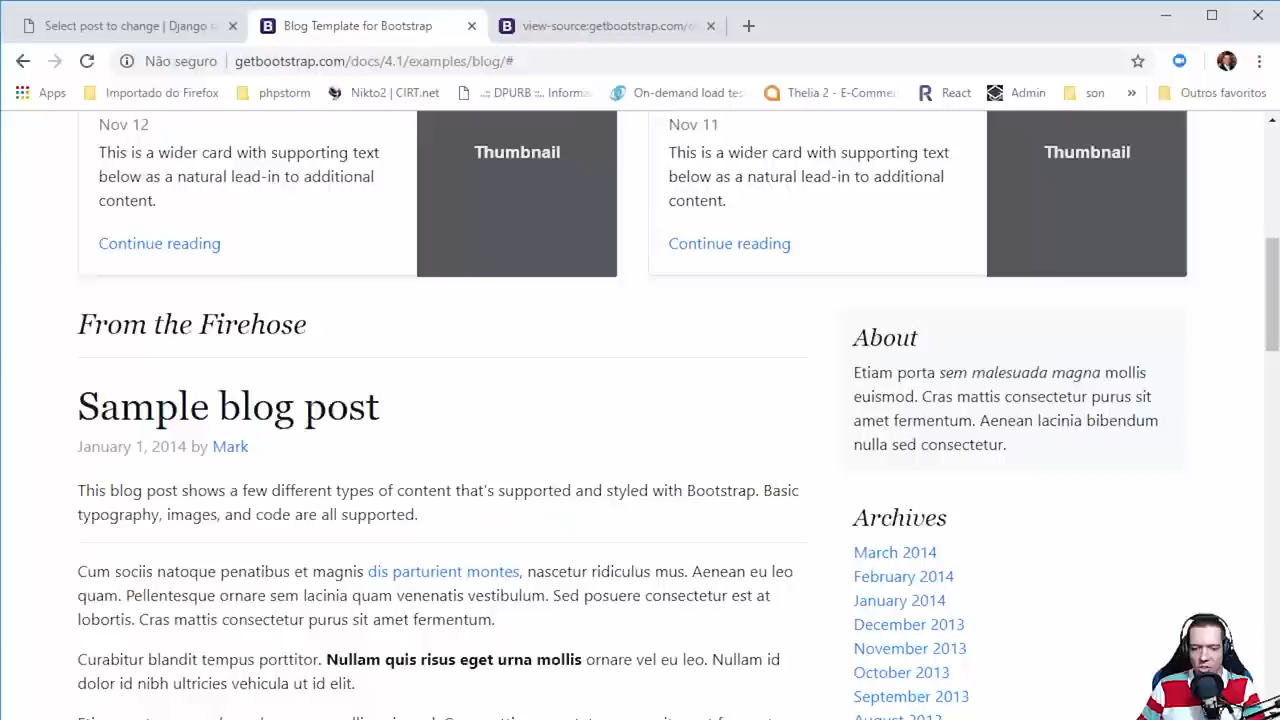 Select post to change | Django s
Blog Template for Bootstrap
view-source:getbootstrap.com/d
Não seguro
getbootstrap.com/docs/4.1/examples/blog/#
Apps
Importado do Firefox
phpstorm
Nikto2 | CIRT.net
..:: DPURB ::.. Informa
On-demand load tes
Thelia 2 - E-Comme
React
Admin
son
»
Outros favoritos
Nov 12
This is a wider card with supporting text
below as a natural lead-in to additional
content.
Continue reading
Thumbnail
Nov 11
This is a wider card with supporting text
below as a natural lead-in to additional
content.
Continue reading
Thumbnail
From the Firehose
Sample blog post
January 1, 2014 by Mark
This blog post shows a few different types of content that's supported and styled with Bootstrap. Basic
typography, images, and code are all supported.
Cum sociis natoque penatibus et magnis dis parturient montes, nascetur ridiculus mus. Aenean eu leo
quam. Pellentesque ornare sem lacinia quam venenatis vestibulum. Sed posuere consectetur est at
lobortis. Cras mattis consectetur purus sit amet fermentum.
Curabitur blandit tempus porttitor. Nullam quis risus eget urna mollis ornare vel eu leo. Nullam id
dolor id nibh ultricies vehicula ut id elit.
About
Etiam porta sem malesuada magna mollis
euismod. Cras mattis consectetur purus sit
amet fermentum. Aenean lacinia bibendum
nulla sed consectetur.
Archives
March 2014
February 2014
January 2014
December 2013
November 2013
October 2013
September 2013
August 2013